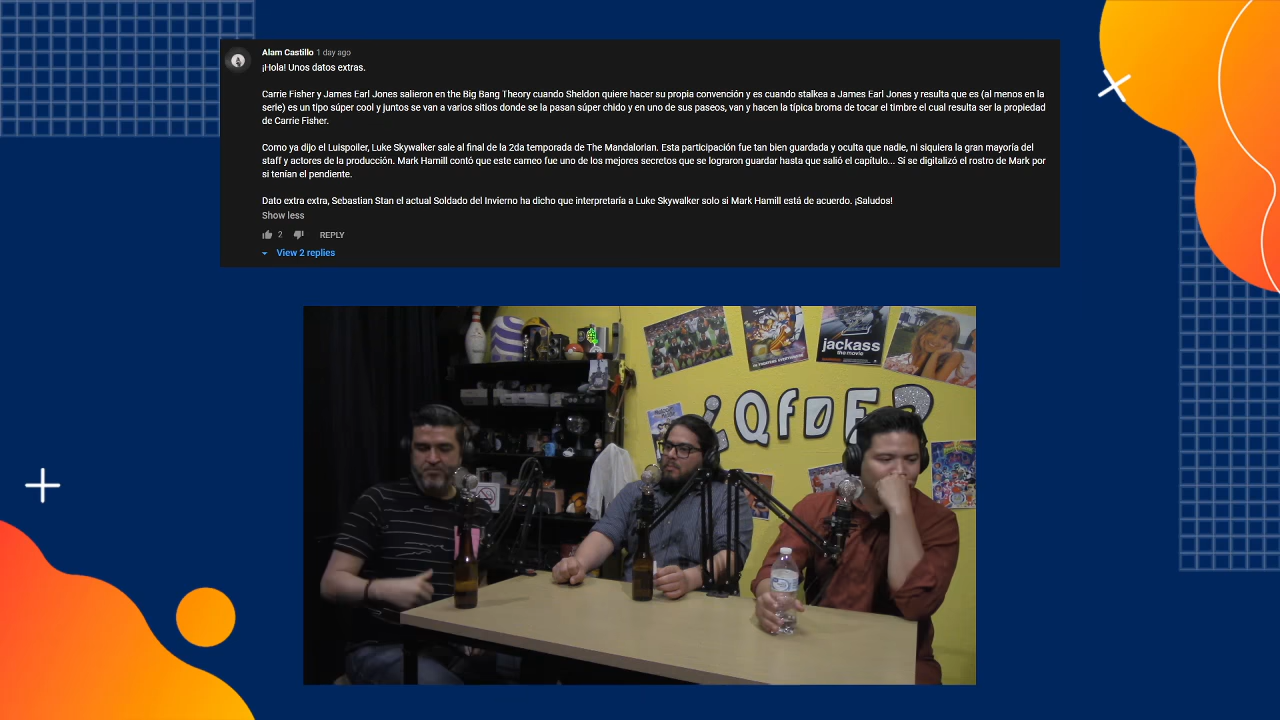 Alam Castillo 1 day ago
¡Hola! Unos datos extras.
Carrie Fisher y James Earl Jones salieron en the Big Bang Theory cuando Sheldon quiere hacer su propia convención y es cuando stalkea a James Earl Jones y resulta que es (al menos en la
serie) es un tipo súper cool y juntos se van a varios sitios donde se la pasan súper chido y en uno de sus paseos, van y hacen la típica broma de tocar el timbre el cual resulta ser la propiedad
de Carrie Fisher.
Como ya dijo el Luispoiler, Luke Skywalker sale al final de la 2da temporada de The Mandalorian. Esta participación fue tan bien guardada y oculta que nadie, ni siquiera la gran mayoría del
staff y actores de la producción. Mark Hamill contó que este cameo fue uno de los mejores secretos que se lograron guardar hasta que salió el capítulo... Sí se digitalizó el rostro de Mark por
si tenían el pendiente.
Dato extra extra, Sebastian Stan el actual Soldado del Invierno ha dicho que interpretaría a Luke Skywalker solo si Mark Hamill está de acuerdo. ¡Saludos!
Show less
2 REPLY
View 2 replies
jackass
the movie
¿QfDEP